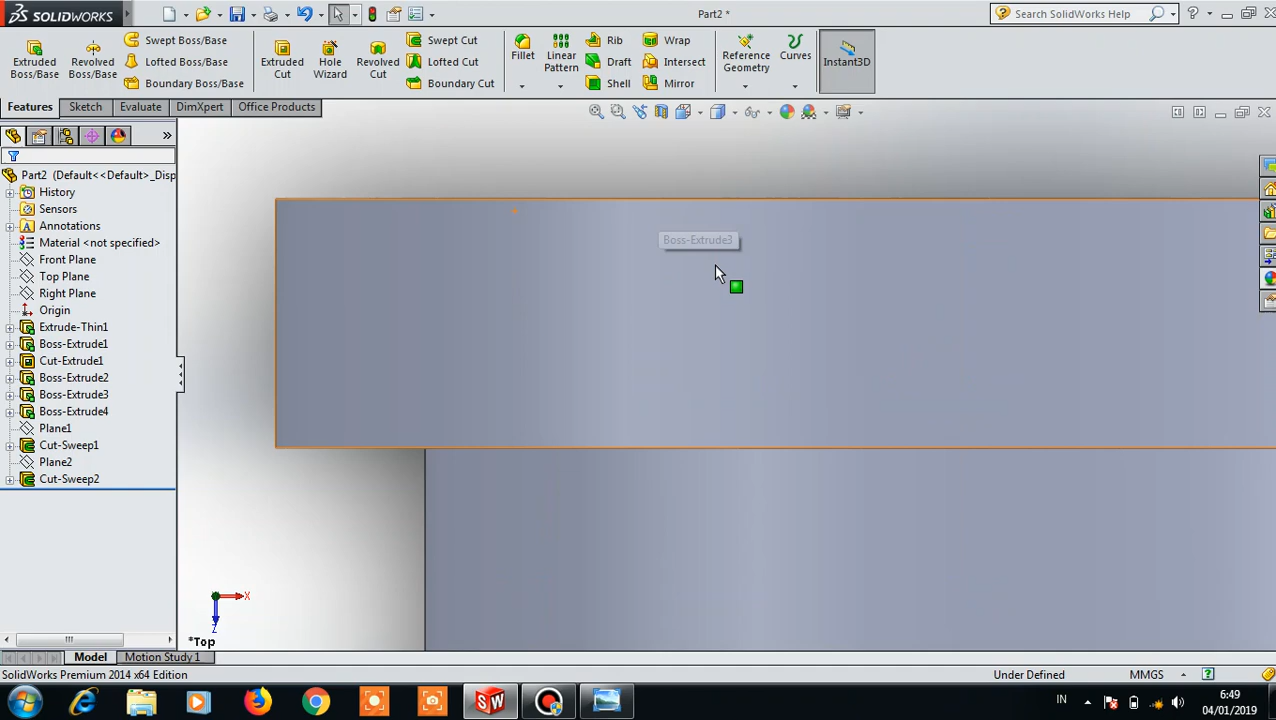 SOLIDWORKS
Part2 *
Search SolidWorks Help
Extruded Boss/Base
Revolved Boss/Base
Swept Boss/Base
Lofted Boss/Base
Boundary Boss/Base
Extruded Cut
Hole Wizard
Revolved Cut
Swept Cut
Lofted Cut
Boundary Cut
Fillet
Linear Pattern
Rib
Draft
Shell
Wrap
Intersect
Mirror
Reference Geometry
Curves
Instant3D
Features Sketch Evaluate DimXpert Office Products
Part2 (Default<<Default>_Disp
History
Sensors
Annotations
Material <not specified>
Front Plane
Top Plane
Right Plane
Origin
Extrude-Thin1
Boss-Extrude1
Cut-Extrude1
Boss-Extrude2
Boss-Extrude3
Boss-Extrude4
Plane1
Cut-Sweep1
Plane2
Cut-Sweep2
Boss-Extrude3
X
Z
*Top
Model Motion Study 1
SolidWorks Premium 2014 x64 Edition
Under Defined MMGS
IN
6:49
04/01/2019